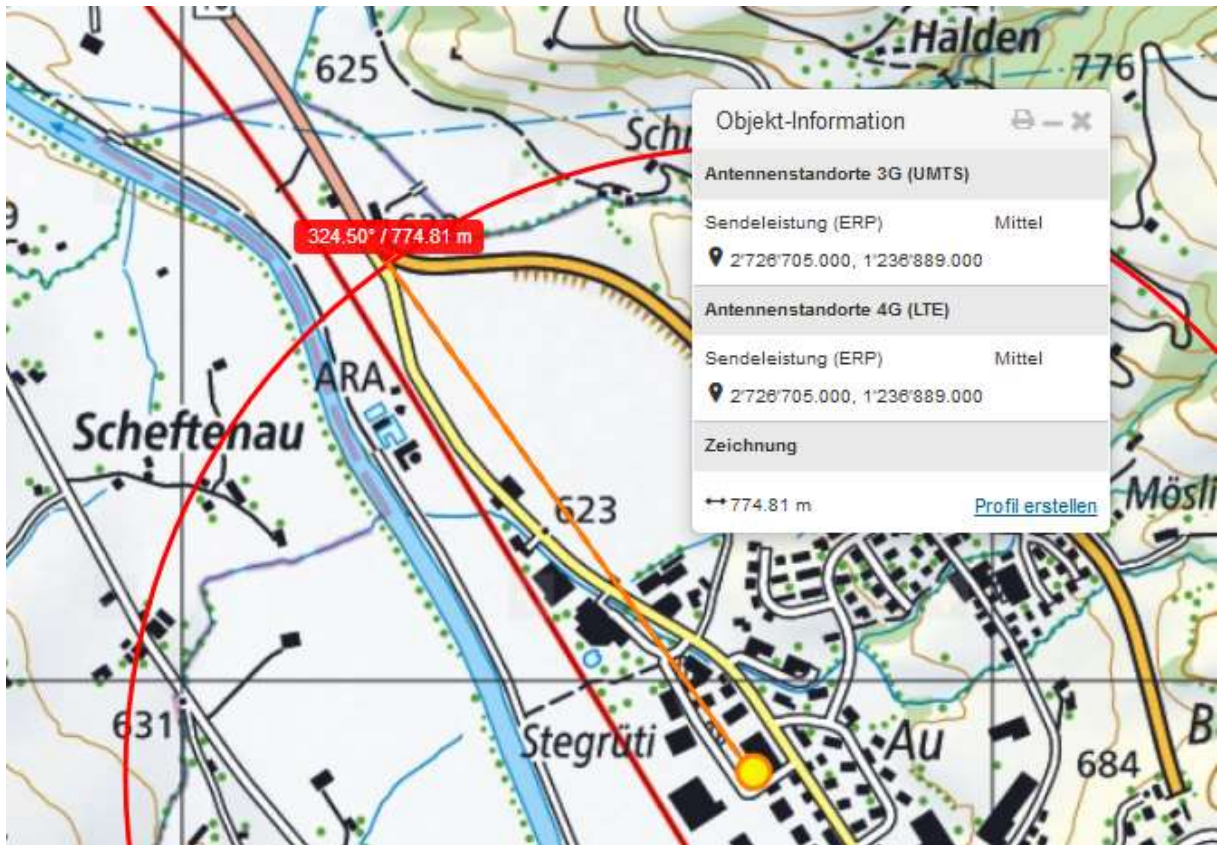 625
Halden
776
Objekt-Information
Antennenstandorte 3G (UMTS)
Sendeleistung (ERP) Mittel
2'726'705.000, 1'236'889.000
Antennenstandorte 4G (LTE)
Sendeleistung (ERP) Mittel
2'726'705.000, 1'236'889.000
Zeichnung
774.81 m Profil erstellen
324.50° / 774.81 m
ARA
Scheftenau
623
Mösli
631
Stegrüti
Au
684
B